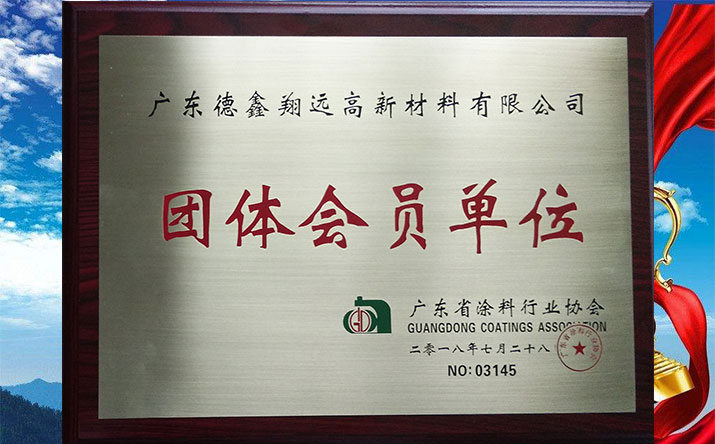 广东德鑫翔远高新材料有限公司
团体会员单位
广东省涂料行业协会
GUANGDONG COATINGS ASSOCIATION
二零一八年七月二十八
NO: 03145